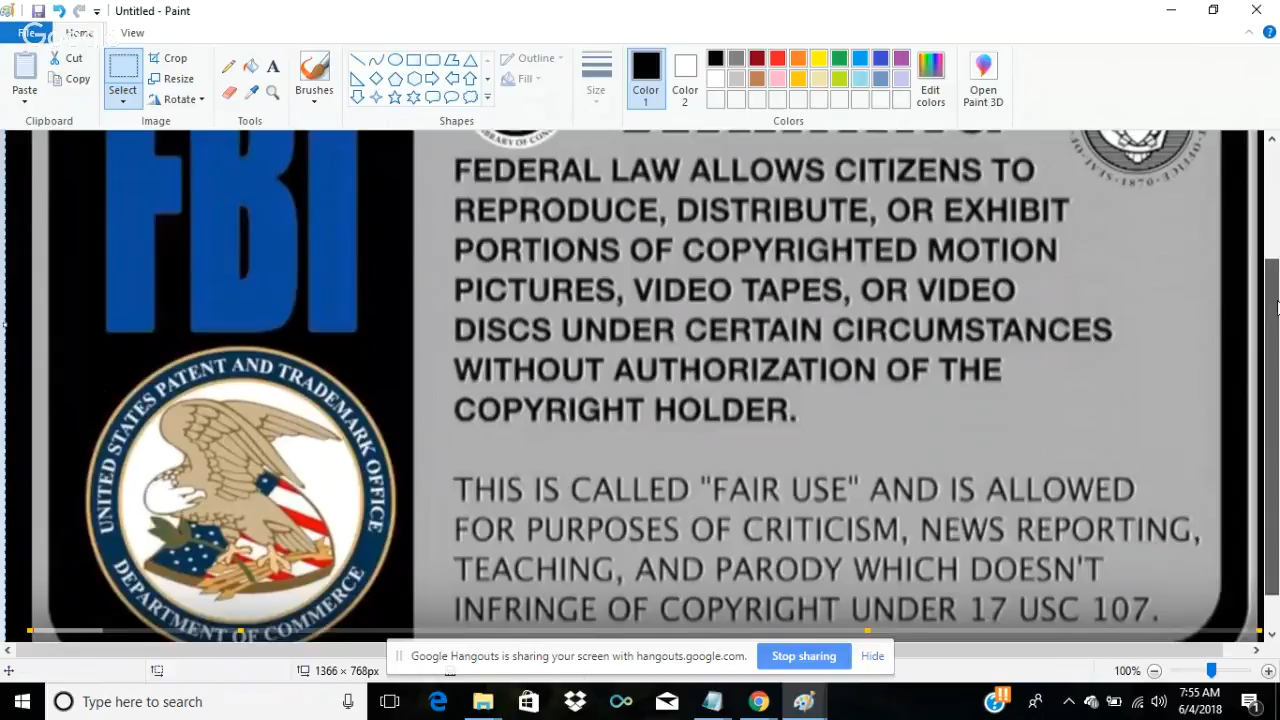 Untitled - Paint
File
Home
View
Paste
Cut
Copy
Clipboard
Select
Crop
Resize
Rotate
Image
Tools
Brushes
Shapes
Outline
Fill
Size
Color 1
Color 2
Colors
Edit colors
Open Paint 3D
FBI
FEDERAL LAW ALLOWS CITIZENS TO
REPRODUCE, DISTRIBUTE, OR EXHIBIT
PORTIONS OF COPYRIGHTED MOTION
PICTURES, VIDEO TAPES, OR VIDEO
DISCS UNDER CERTAIN CIRCUMSTANCES
WITHOUT AUTHORIZATION OF THE
COPYRIGHT HOLDER.
THIS IS CALLED "FAIR USE" AND IS ALLOWED
FOR PURPOSES OF CRITICISM, NEWS REPORTING,
TEACHING, AND PARODY WHICH DOESN'T
INFRINGE OF COPYRIGHT UNDER 17 USC 107.
UNITED STATES PATENT AND TRADEMARK OFFICE
DEPARTMENT OF COMMERCE
Google Hangouts is sharing your screen with hangouts.google.com.
Stop sharing
Hide
1366 × 768px
100%
Type here to search
7:55 AM
6/4/2018
1